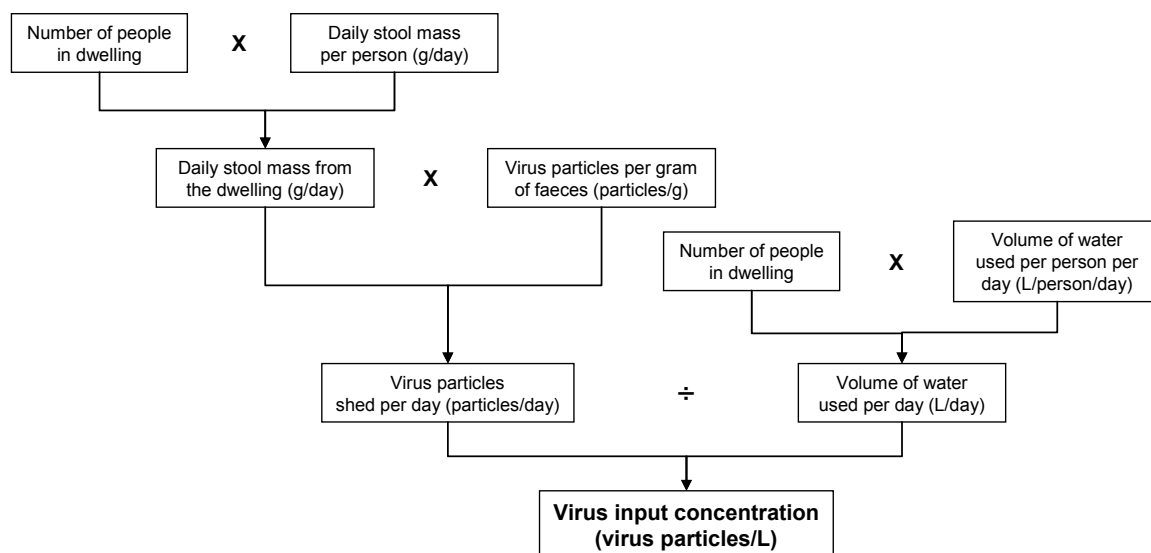 Number of people
in dwelling
X
Daily stool mass
per person (g/day)
Daily stool mass from
the dwelling (g/day)
X
Virus particles per gram
of faeces (particles/g)
Number of people
in dwelling
X
Volume of water
used per person per
day (L/person/day)
Virus particles
shed per day (particles/day)
÷
Volume of water
used per day (L/day)
Virus input concentration
(virus particles/L)